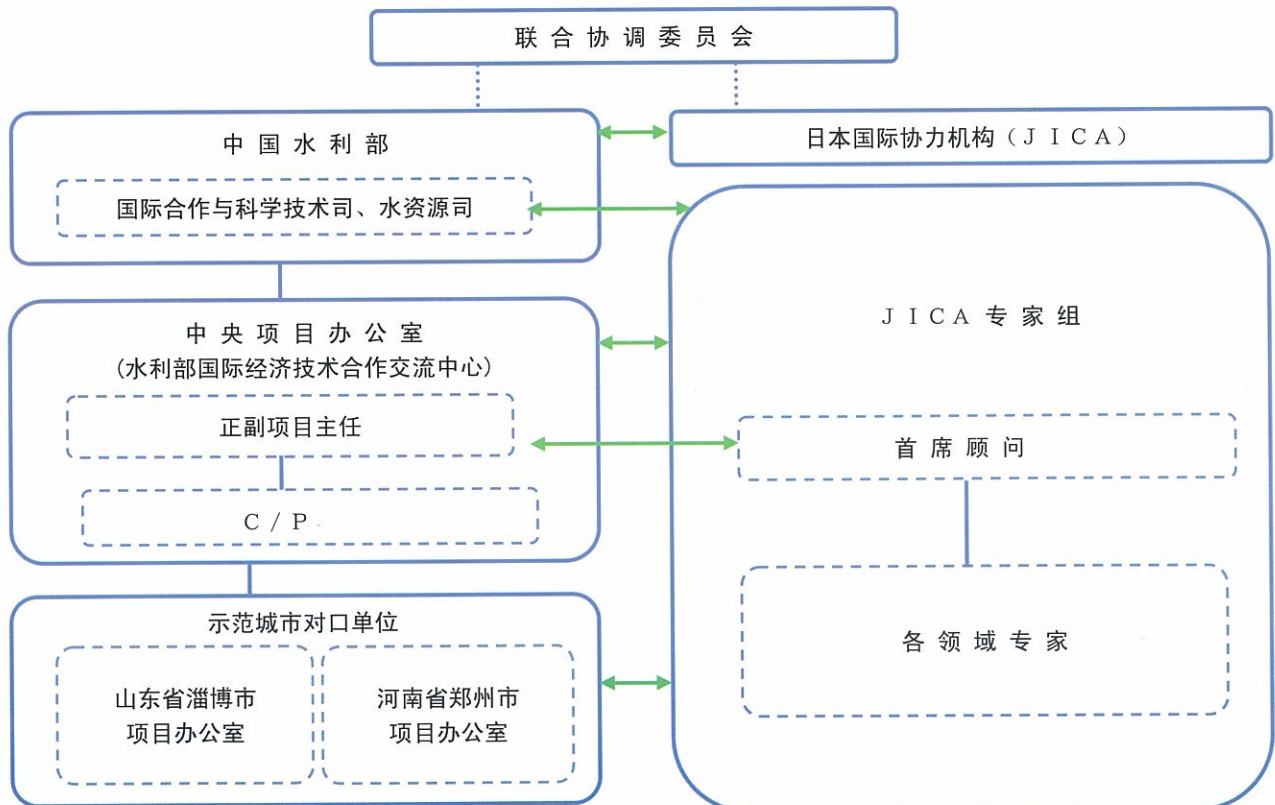 联合协调委员会
中国水利部
国际合作与科学技术司、水资源司
日本国际协力机构（JICA）
中央项目办公室
(水利部国际经济技术合作交流中心)
正副项目主任
C/P
JICA专家组
首席顾问
各领域专家
示范城市对口单位
山东省淄博市
项目办公室
河南省郑州市
项目办公室